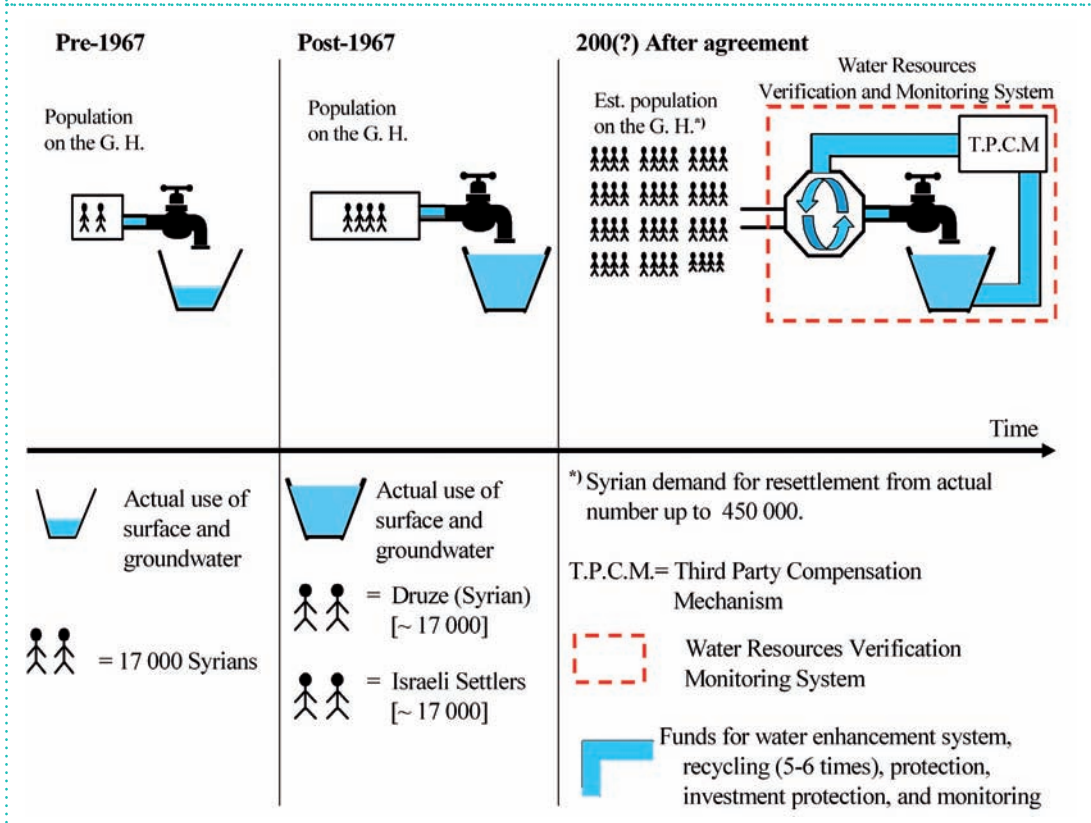 Pre-1967
Population
on the G. H.
Post-1967
Population
on the G. H.
200(?) After agreement
Est. population
on the G. H.*)
Water Resources
Verification and Monitoring System
T.P.C.M
Time
Actual use of
surface and
groundwater
= 17 000 Syrians
Actual use of
surface and
groundwater
= Druze (Syrian)
[~ 17 000]
= Israeli Settlers
[~ 17 000]
*) Syrian demand for resettlement from actual
number up to 450 000.
T.P.C.M.= Third Party Compensation
Mechanism
Water Resources Verification
Monitoring System
Funds for water enhancement system,
recycling (5-6 times), protection,
investment protection, and monitoring